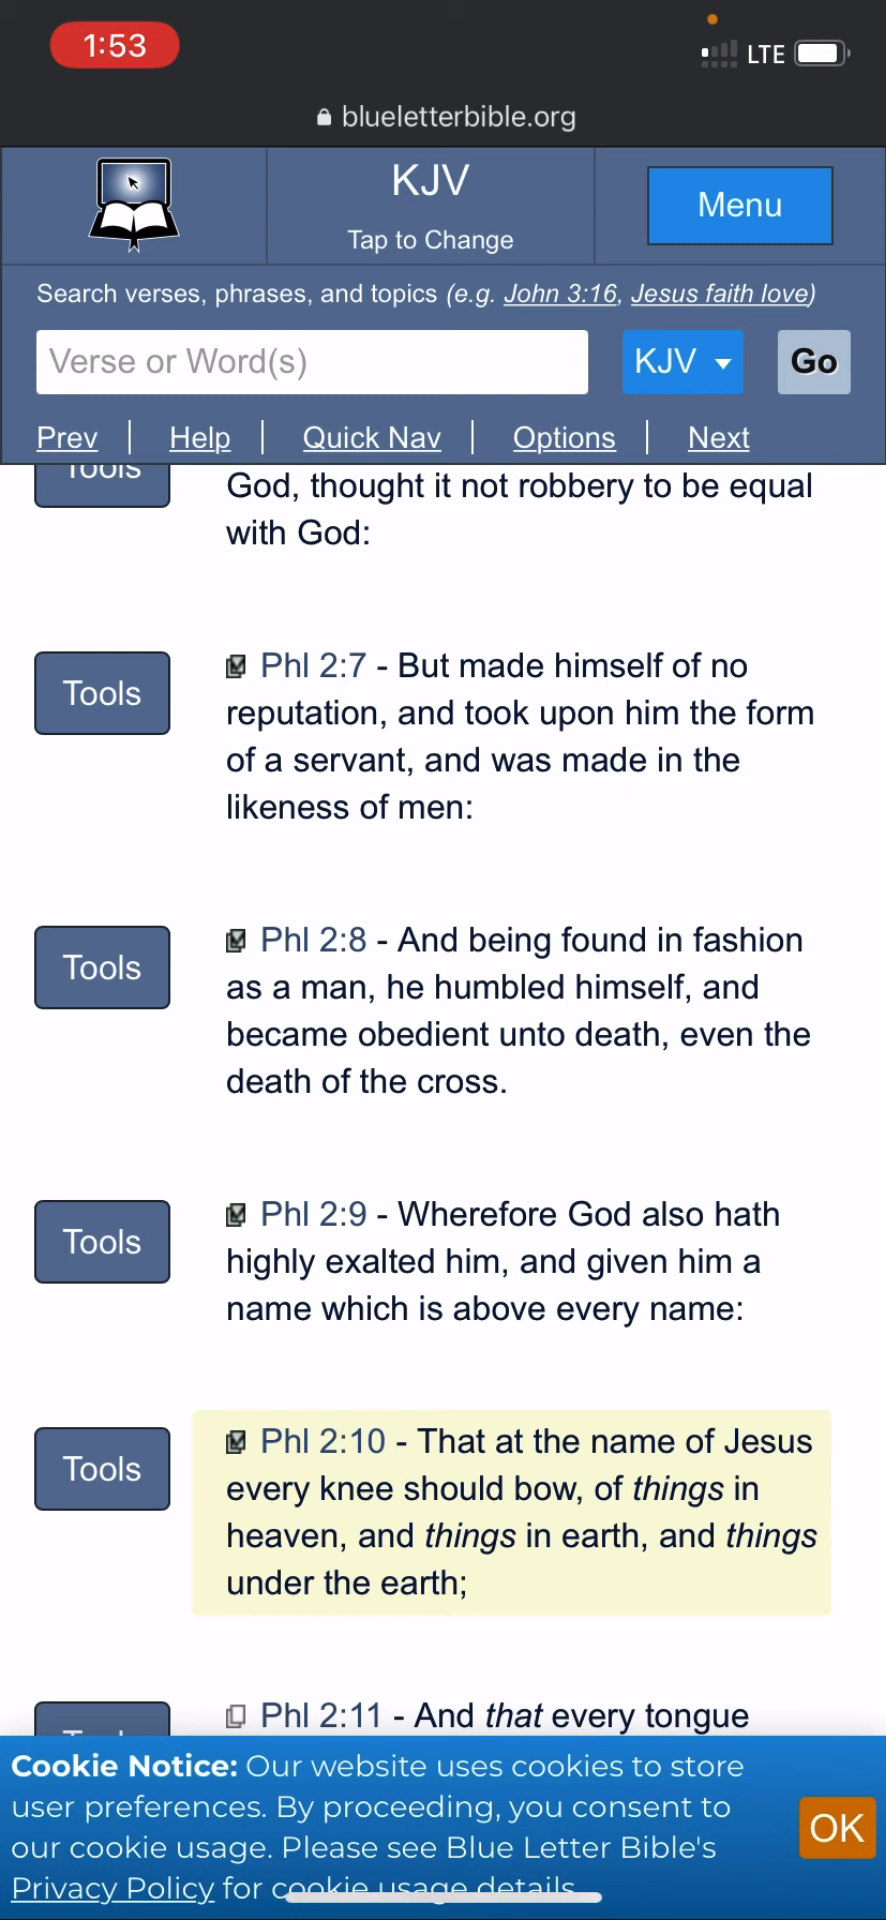 1:53
LTE
blueletterbible.org
KJV
Tap to Change
Menu
Search verses, phrases, and topics (e.g. John 3:16, Jesus faith love)
Verse or Word(s)
KJV
Go
Prev | Help | Quick Nav | Options | Next
Tools
God, thought it not robbery to be equal
with God:
Tools
Phl 2:7 - But made himself of no
reputation, and took upon him the form
of a servant, and was made in the
likeness of men:
Tools
Phl 2:8 - And being found in fashion
as a man, he humbled himself, and
became obedient unto death, even the
death of the cross.
Tools
Phl 2:9 - Wherefore God also hath
highly exalted him, and given him a
name which is above every name:
Tools
Phl 2:10 - That at the name of Jesus
every knee should bow, of things in
heaven, and things in earth, and things
under the earth;
Phl 2:11 - And that every tongue
Cookie Notice: Our website uses cookies to store
user preferences. By proceeding, you consent to
our cookie usage. Please see Blue Letter Bible's
Privacy Policy for cookie usage details
OK